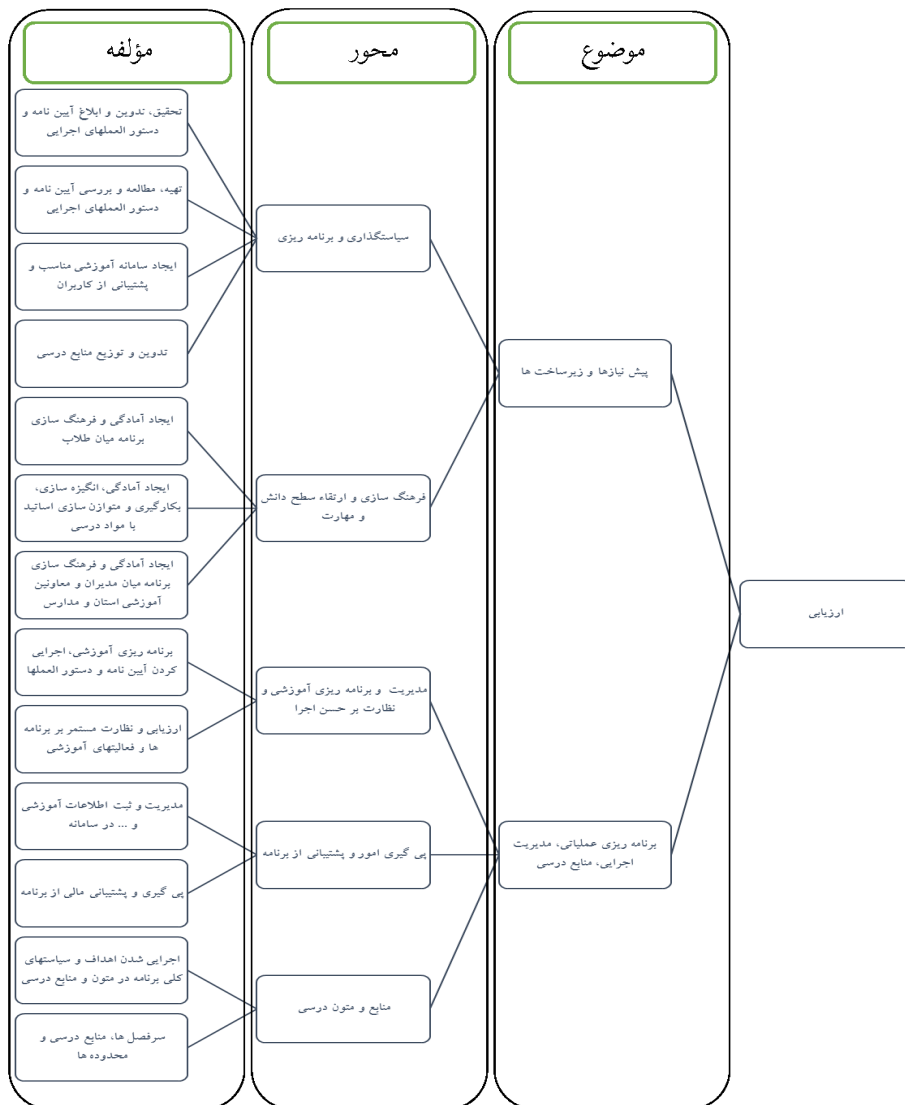 موضوع
محور
مؤلفه
ارزیابی
پیش نیازها و زیرساخت ها
برنامه ریزی عملیاتی، مدیریت
اجرایی، منابع درسی
سیاستگذاری و برنامه ریزی
فرهنگ سازی و ارتقاء سطح دانش
و مهارت
مدیریت و برنامه ریزی آموزشی و
نظارت بر حسن اجرا
پی گیری امور و پشتیبانی از برنامه
منابع و متون درسی
تحقیق، تدوین و ابلاغ آیین نامه و
دستور العملهای اجرایی
تهیه، مطالعه و بررسی آیین نامه و
دستور العملهای اجرایی
ایجاد سامانه آموزشی مناسب و
پشتیبانی از کاربران
تدوین و توزیع منابع درسی
ایجاد آمادگی و فرهنگ سازی
برنامه میان طلاب
ایجاد آمادگی، انگیزه سازی،
بکارگیری و متوازن سازی اساتید
با مواد درسی
ایجاد آمادگی و فرهنگ سازی
برنامه میان مدیران و معاونین
آموزشی استان و مدارس
برنامه ریزی آموزشی، اجرایی
کردن آیین نامه و دستور العملها
ارزیابی و نظارت مستمر بر برنامه
ها و فعالیتهای آموزشی
مدیریت و ثبت اطلاعات آموزشی
و ... در سامانه
پی گیری و پشتیبانی مالی از برنامه
اجرایی شدن اهداف و سیاستهای
کلی برنامه در متون و منابع درسی
سرفصل ها، منابع درسی و
محدوده ها